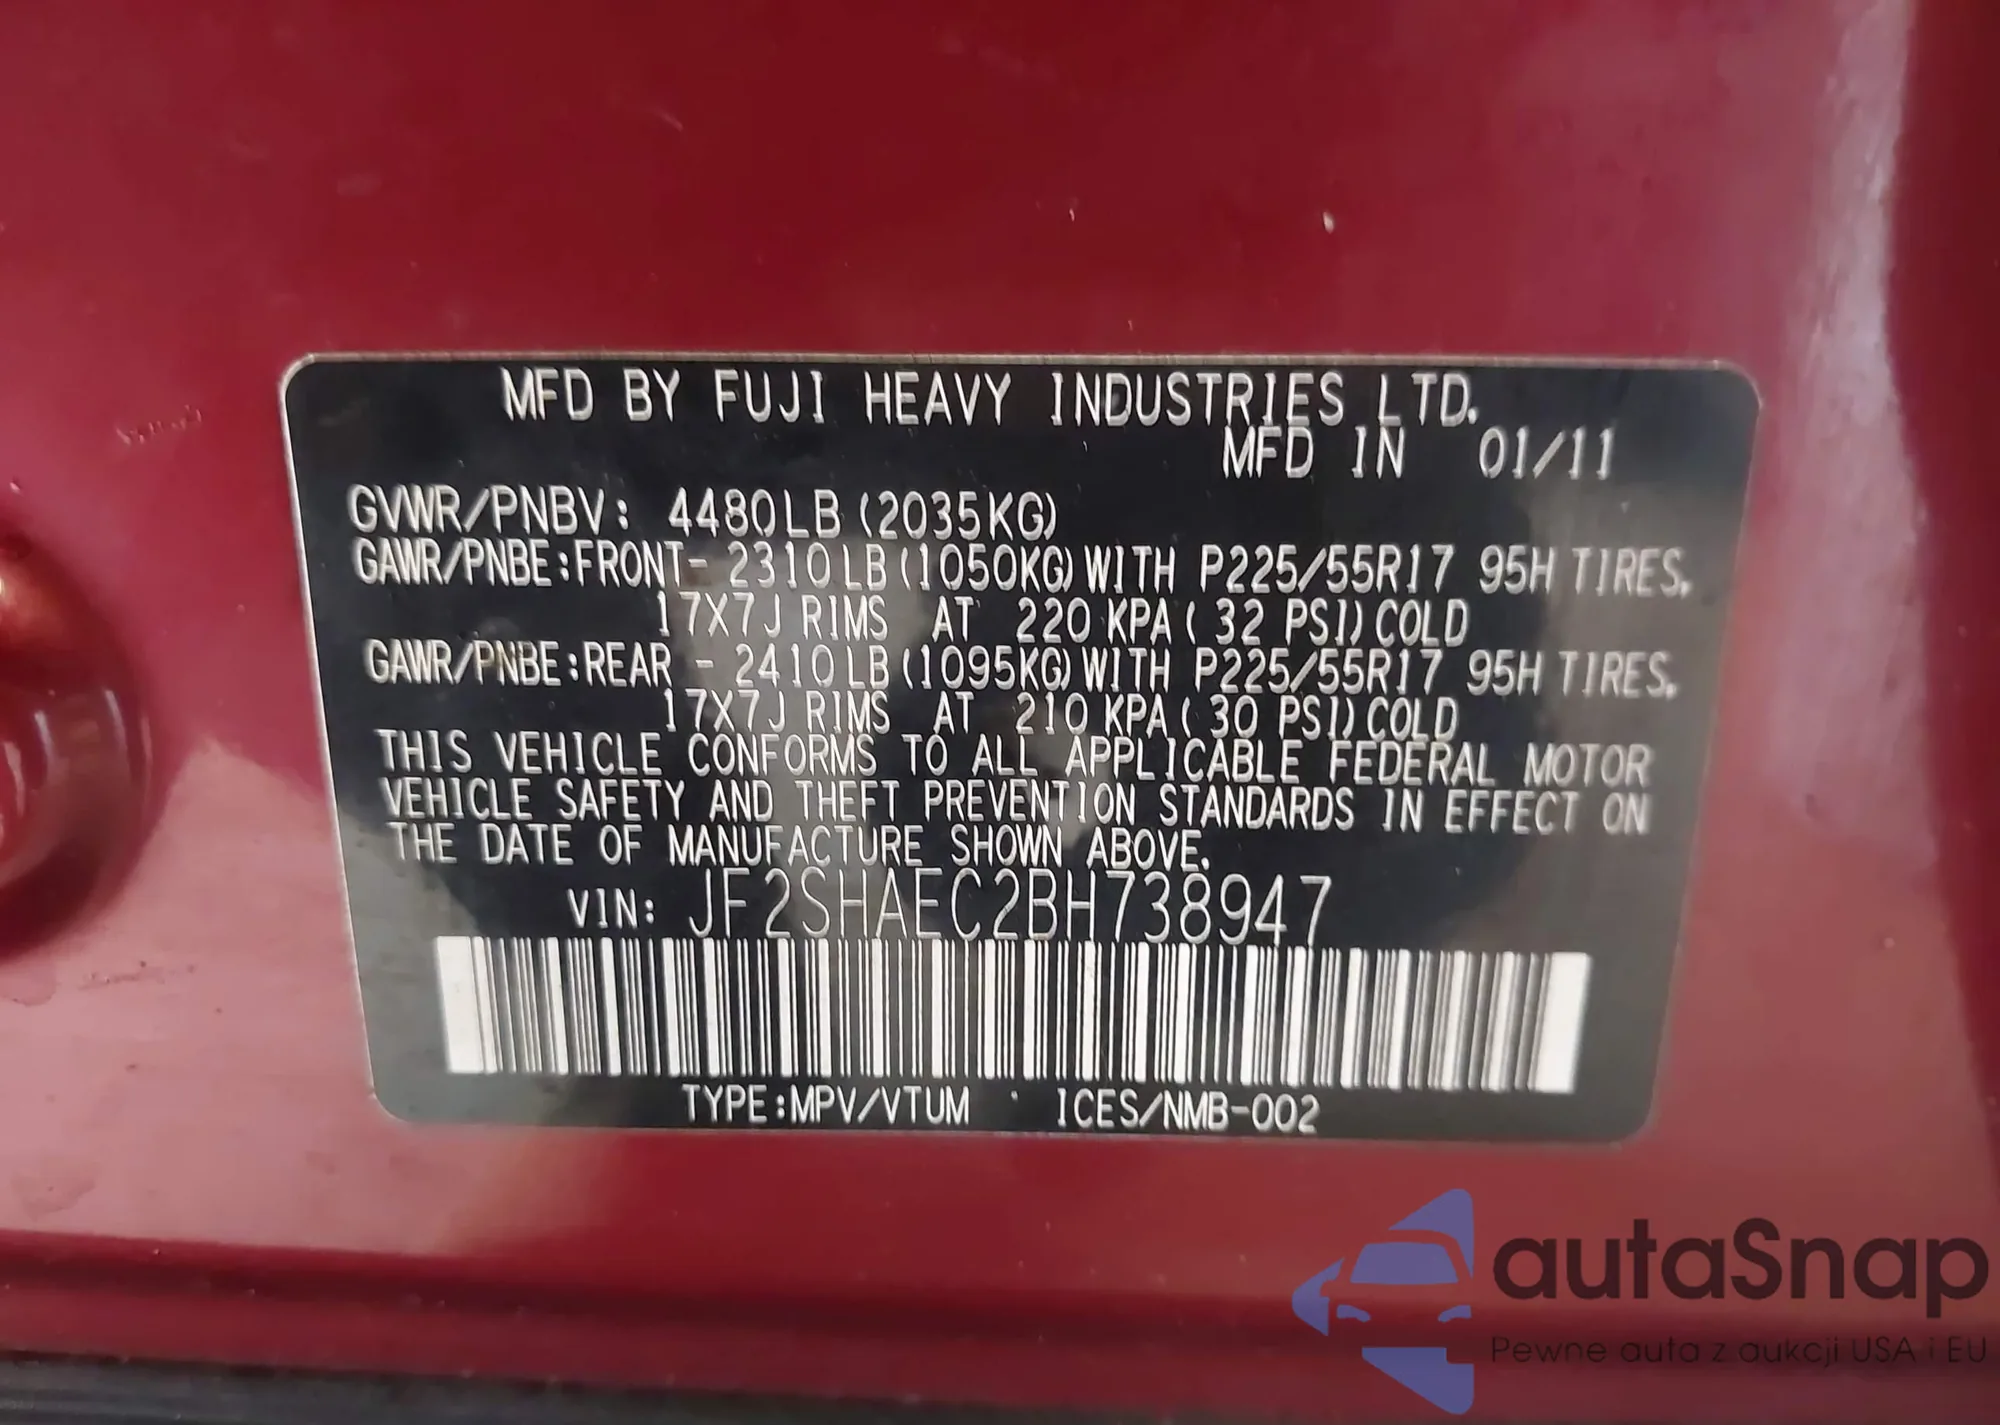 MFD BY FUJI HEAVY INDUSTRIES LTD.
MFD IN 01/11
GVWR/PNBV: 4480LB (2035KG)
GAWR/PNBE:FRONT- 2310LB (1050KG) WITH P225/55R17 95H TIRES,
17X7J RIMS AT 220 KPA ( 32 PSI) COLD
GAWR/PNBE:REAR - 2410LB (1095KG) WITH P225/55R17 95H TIRES,
17X7J RIMS AT 210 KPA ( 30 PSI) COLD
THIS VEHICLE CONFORMS TO ALL APPLICABLE FEDERAL MOTOR
VEHICLE SAFETY AND THEFT PREVENTION STANDARDS IN EFFECT ON
THE DATE OF MANUFACTURE SHOWN ABOVE.
VIN: JF2SHAEC2BH738947
TYPE:MPV/VTUM ICES/NMB-002
autaSnap
Pewne auta z aukcji USA i EU